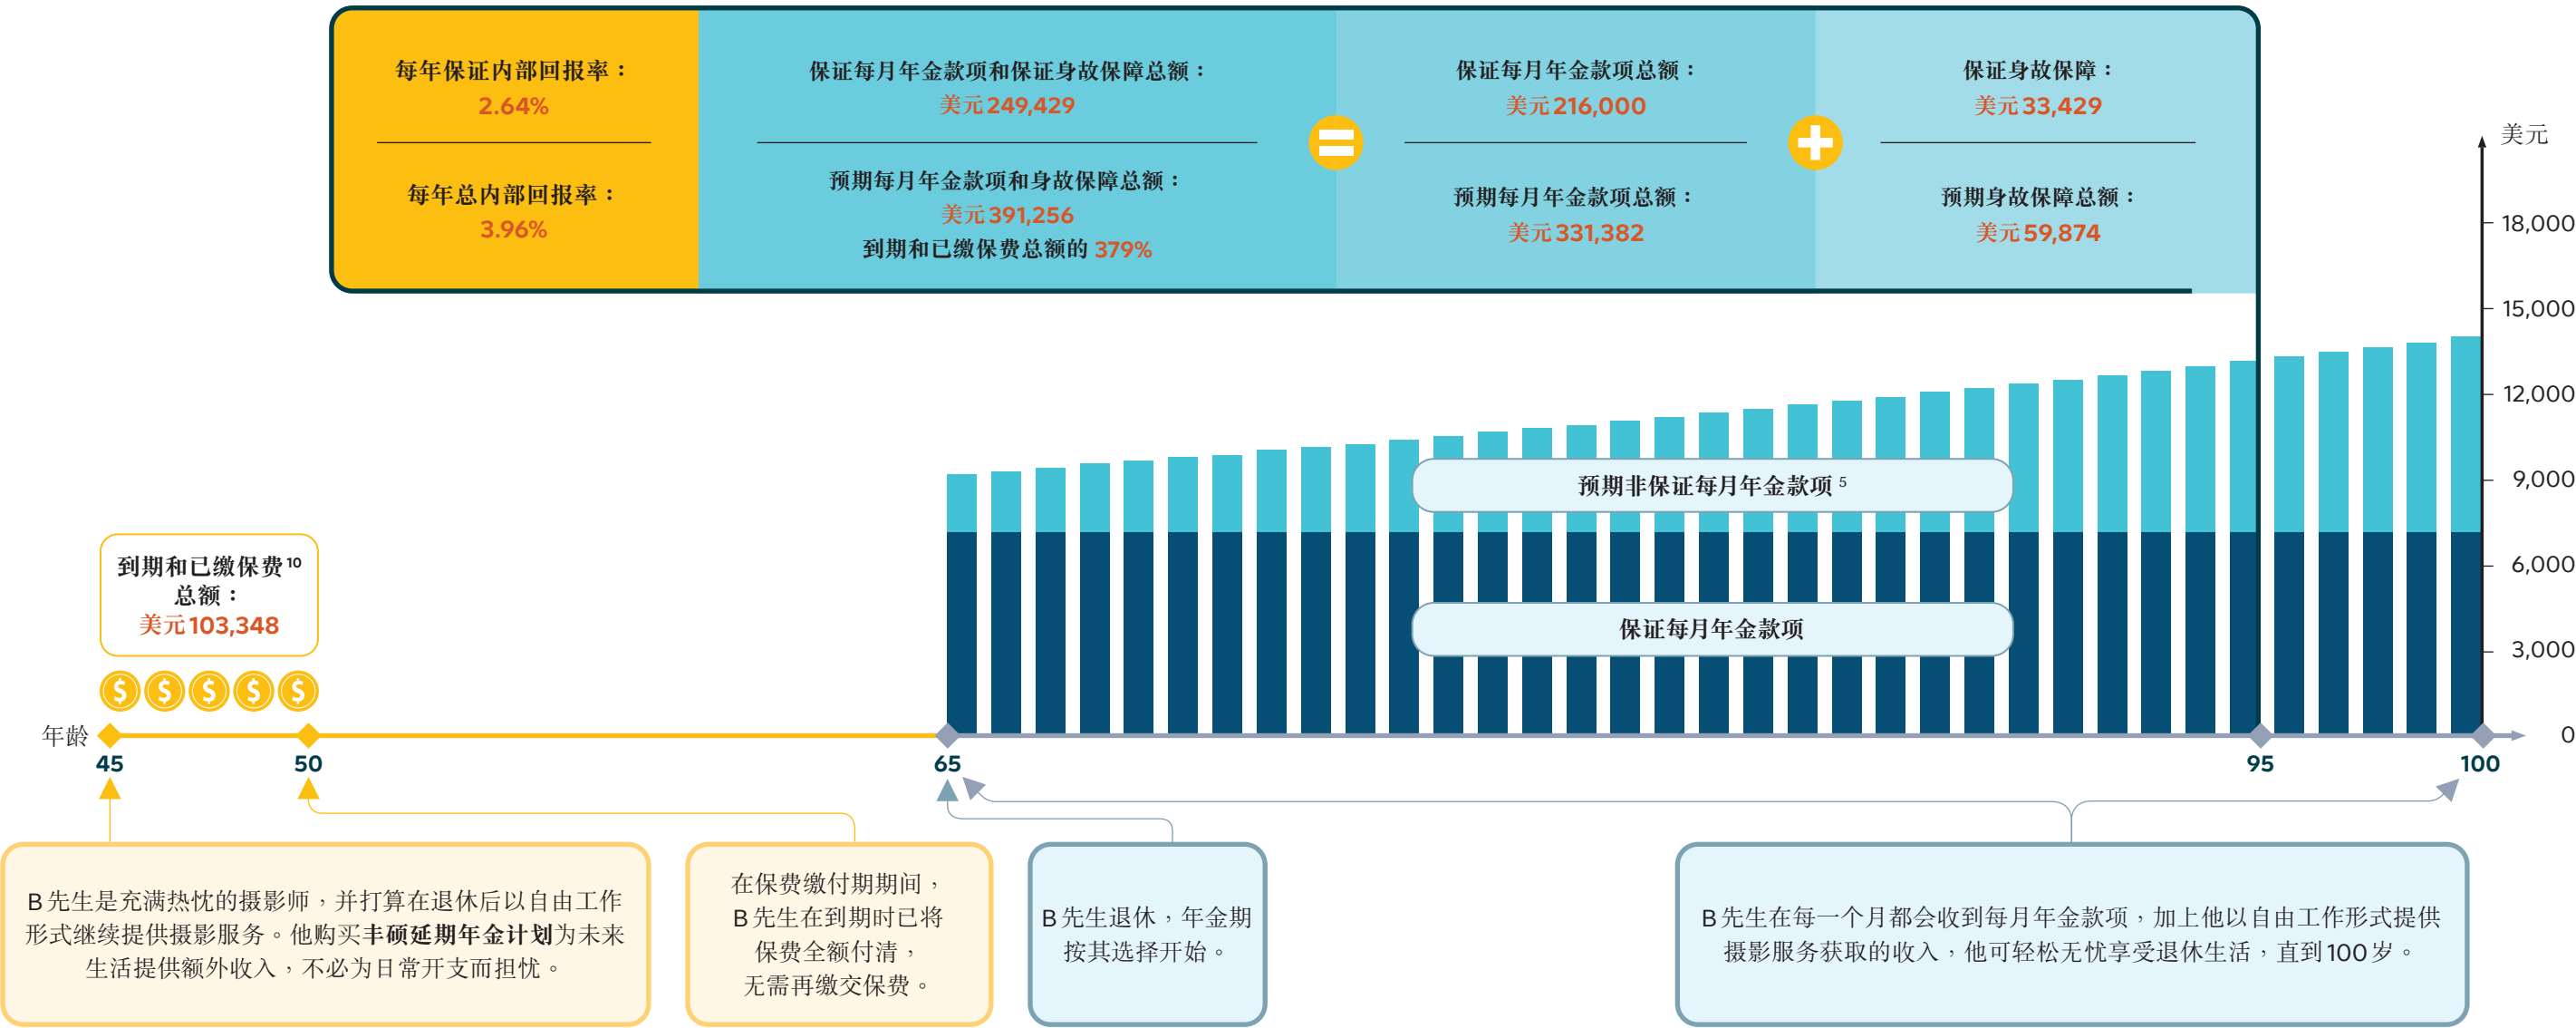 每年保证内部回报率：
2.64%
每年总内部回报率：
3.96%
保证每月年金款项和保证身故保障总额：
美元249,429
预期每月年金款项和身故保障总额：
美元391,256
到期和已缴保费总额的 379%
=
保证每月年金款项总额：
美元216,000
预期每月年金款项总额：
美元331,382
+
保证身故保障：
美元33,429
预期身故保障总额：
美元59,874
美元
18,000
15,000
12,000
9,000
6,000
3,000
0
预期非保证每月年金款项 5
保证每月年金款项
到期和已缴保费10
总额：
美元103,348
$ $ $ $ $
年龄
45
50
65
95
100
B先生是充满热忱的摄影师，并打算在退休后以自由工作
形式继续提供摄影服务。他购买丰硕延期年金计划为未来
生活提供额外收入，不必为日常开支而担忧。
在保费缴付期期间，
B先生在到期时已将
保费全额付清，
无需再缴交保费。
B先生退休，年金期
按其选择开始。
B先生在每一个月都会收到每月年金款项，加上他以自由工作形式提供
摄影服务获取的收入，他可轻松无忧享受退休生活，直到100岁。